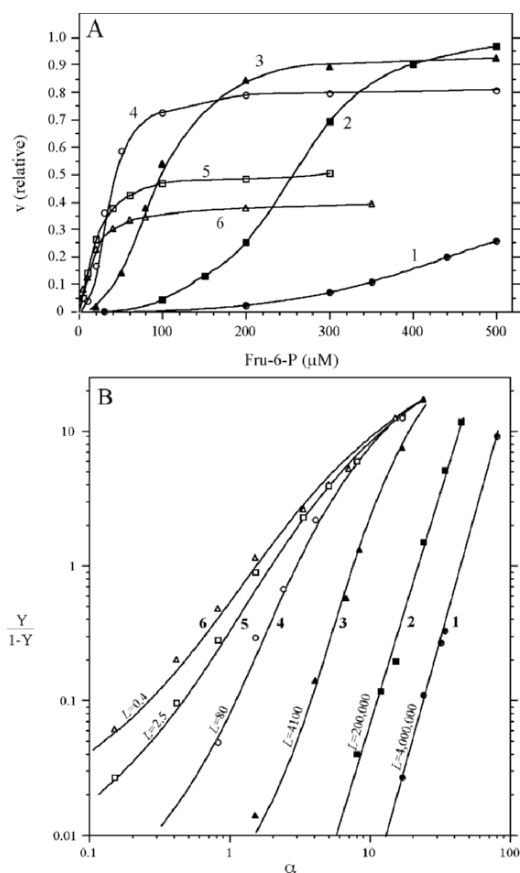 A
1.0
0.9
0.8
0.7
0.6
0.5
0.4
0.3
0.2
0.1
0
v (relative)
3
4
2
5
6
1
0 100 200 300 400 500
Fru-6-P (μM)
B
10
1
0.1
0.01
Y
1-Y
6 5 4 3 2 1
L=0.4
L=2.5
L=80
L=4100
L=200,000
L=4,000,000
0.1 1 10 100
α